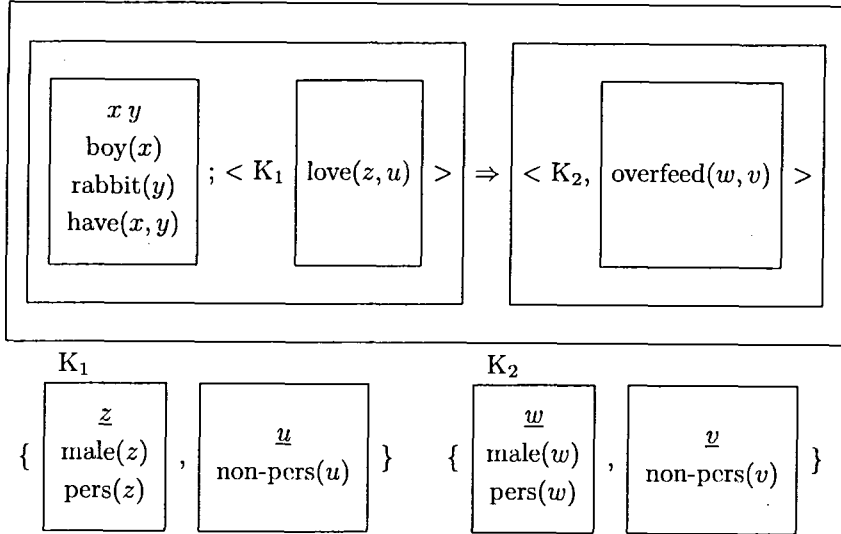 x y
boy(x)
rabbit(y)
have(x, y)
; < K₁ love(z, u) > ⇒ < K₂, overfeed(w, v) >
K₁
{ z male(z) pers(z) , u non-pers(u) }
K₂
{ w male(w) pers(w) , v non-pers(v) }